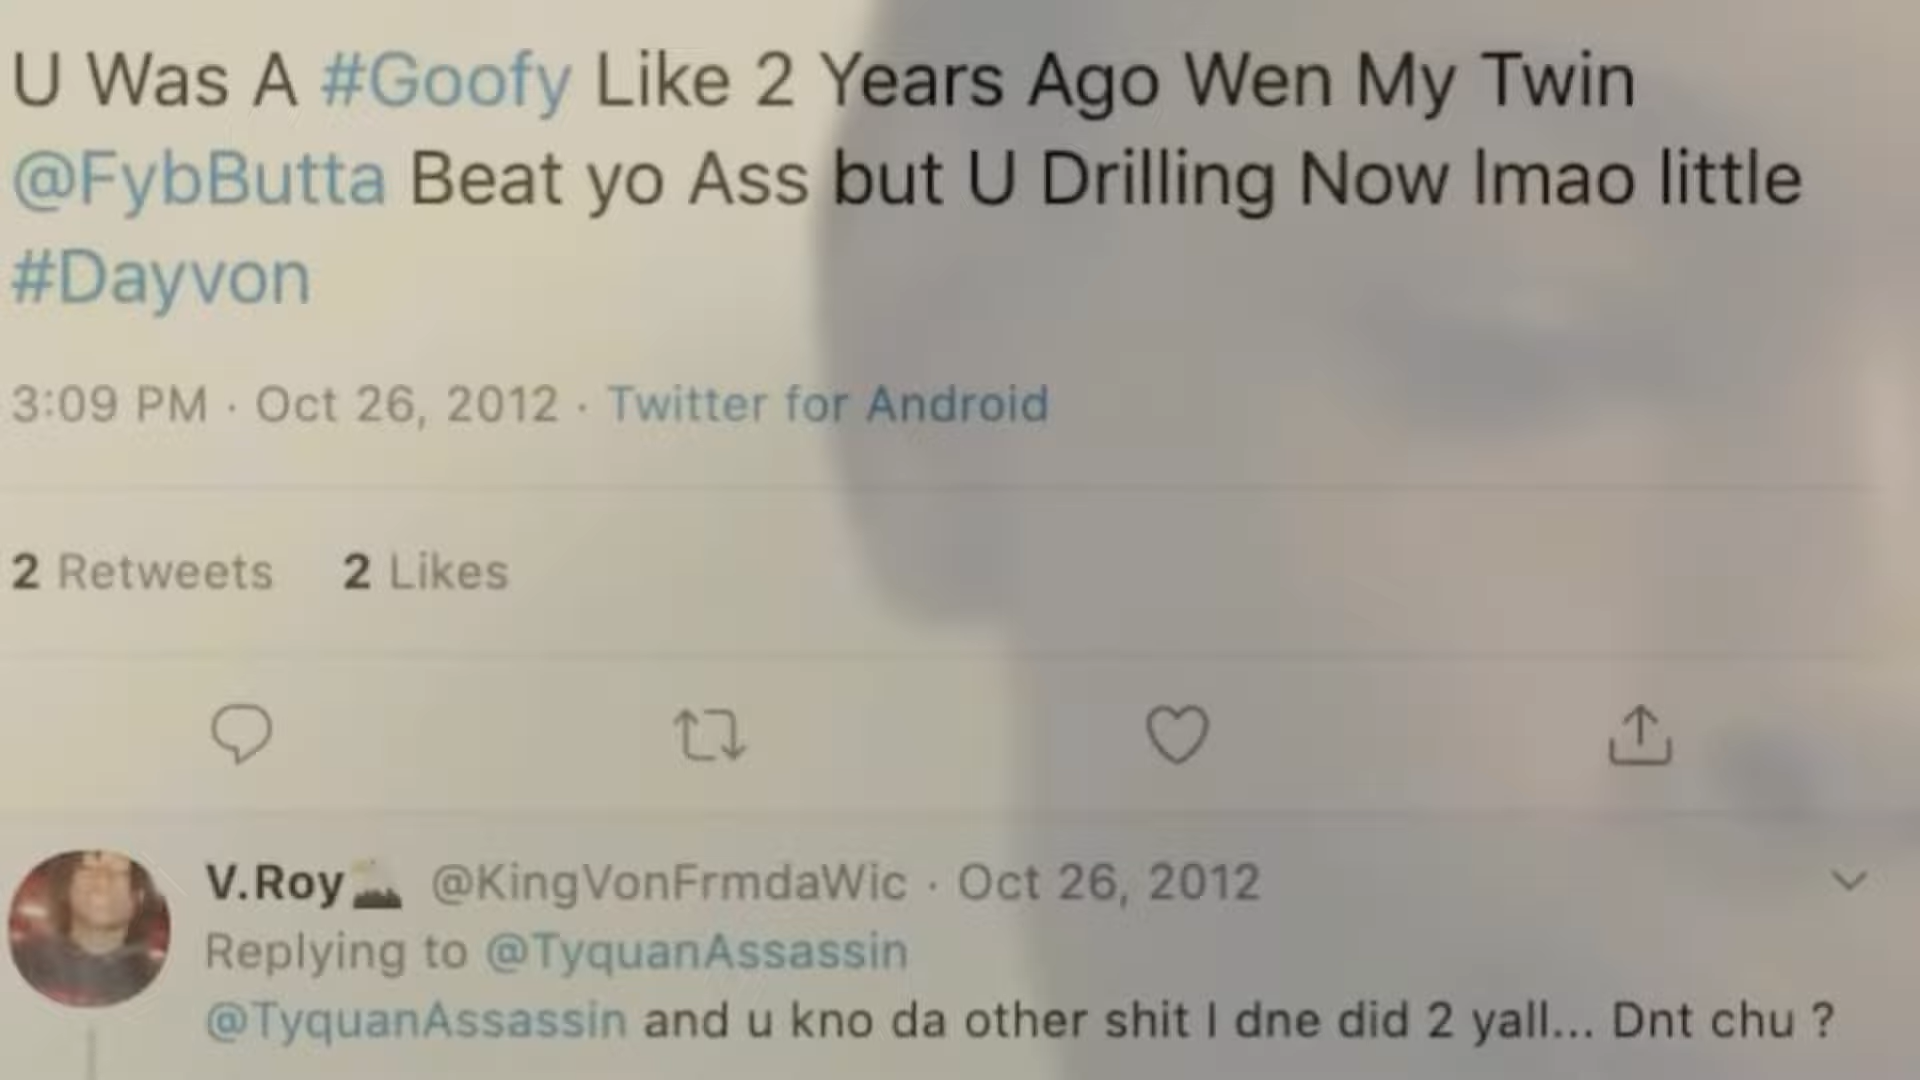 U Was A #Goofy Like 2 Years Ago Wen My Twin
@FybButta Beat yo Ass but U Drilling Now lmao little
#Dayvon
3:09 PM · Oct 26, 2012 · Twitter for Android
2 Retweets 2 Likes
V.Roy @KingVonFrmdaWic · Oct 26, 2012
Replying to @TyquanAssassin
@TyquanAssassin and u kno da other shit I dne did 2 yall... Dnt chu ?